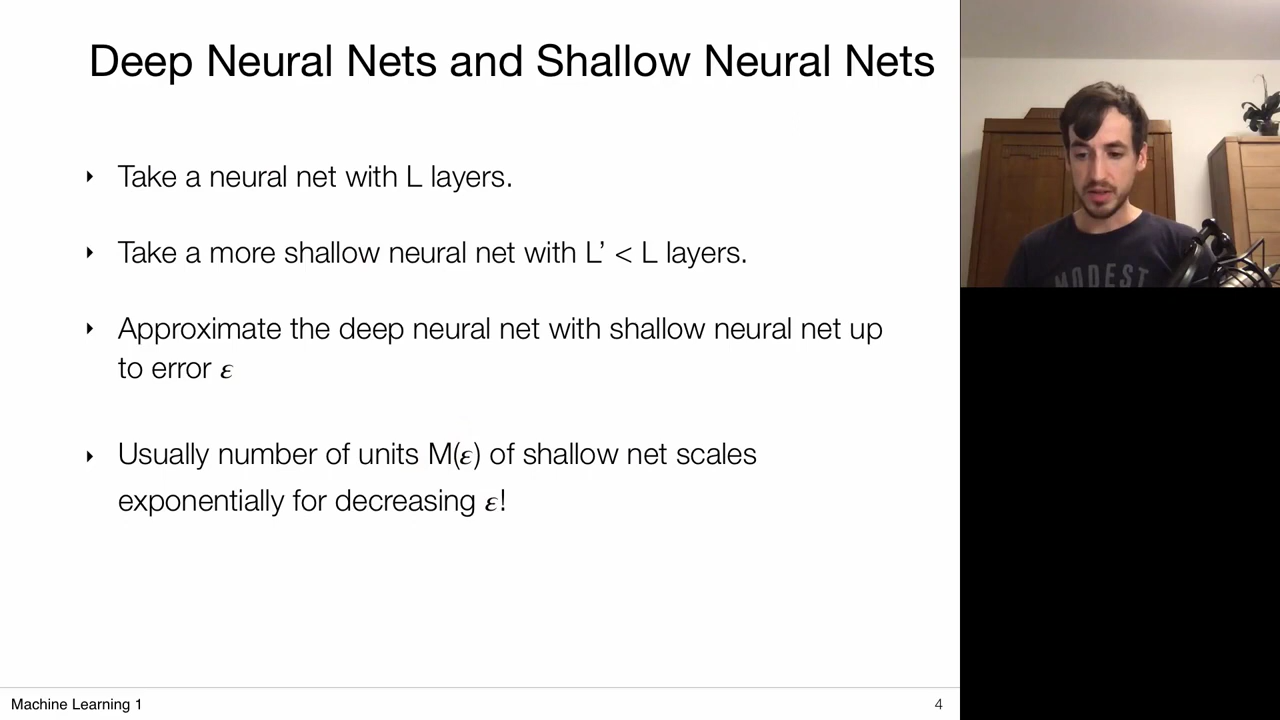 Deep Neural Nets and Shallow Neural Nets
Take a neural net with L layers.
Take a more shallow neural net with L’ < L layers.
Approximate the deep neural net with shallow neural net up
to error ε
Usually number of units M(ε) of shallow net scales
exponentially for decreasing ε!
Machine Learning 1
4
MODEST